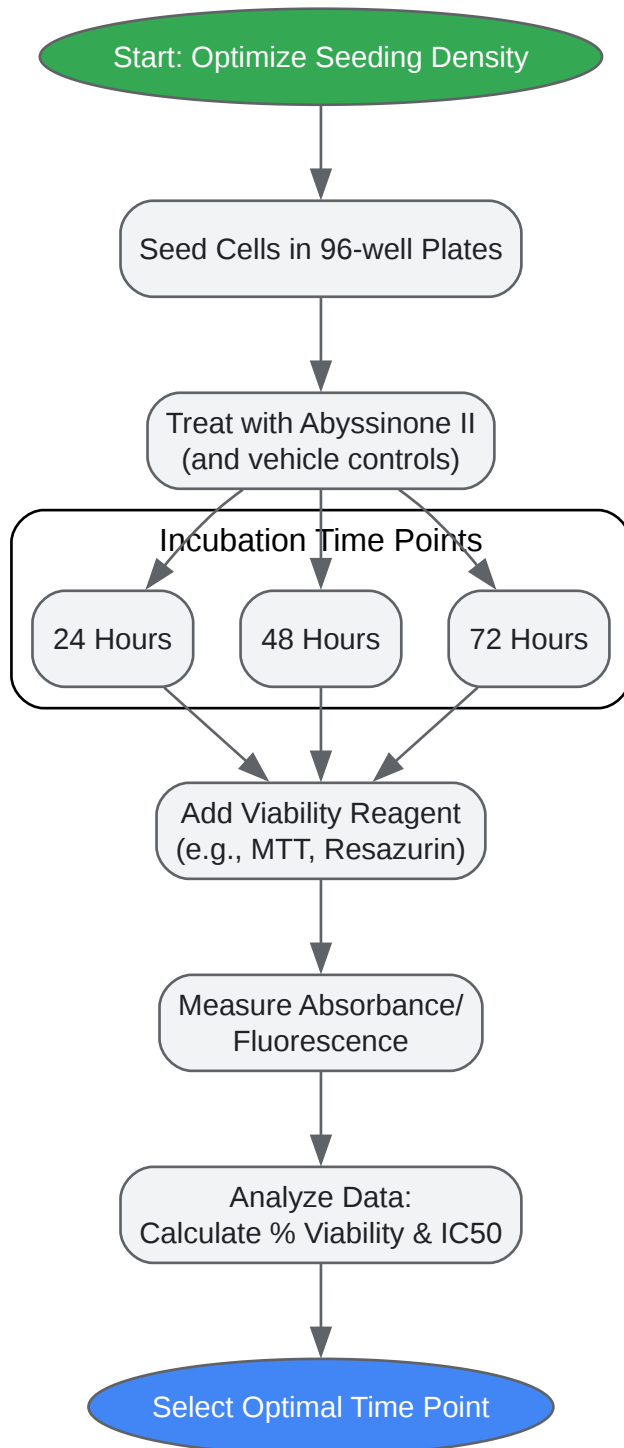 Start: Optimize Seeding Density
Seed Cells in 96-well Plates
Treat with Abyssinone II
(and vehicle controls)
Incubation Time Points
24 Hours
48 Hours
72 Hours
Add Viability Reagent
(e.g., MTT, Resazurin)
Measure Absorbance/
Fluorescence
Analyze Data:
Calculate % Viability & IC50
Select Optimal Time Point